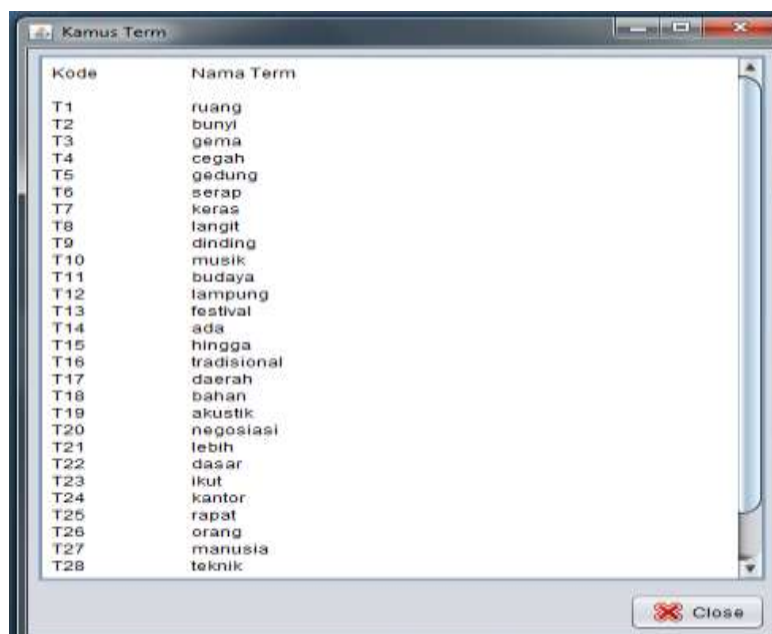 Kamus Term
Kode Nama Term
T1 ruang
T2 bunyi
T3 gema
T4 cegah
T5 gedung
T6 serap
T7 keras
T8 langit
T9 dinding
T10 musik
T11 budaya
T12 lampung
T13 festival
T14 ada
T15 hingga
T16 tradisional
T17 daerah
T18 bahan
T19 akustik
T20 negosiasi
T21 lebih
T22 dasar
T23 ikut
T24 kantor
T25 rapat
T26 orang
T27 manusia
T28 teknik
Close